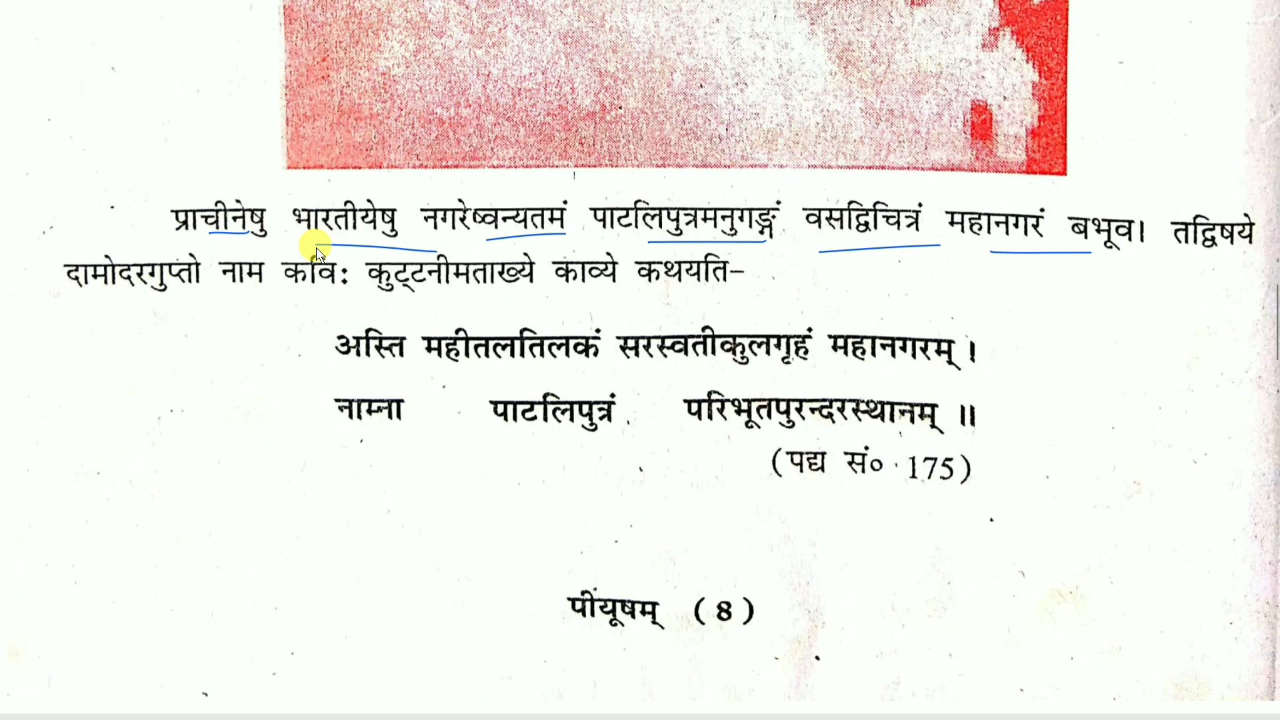 प्राचीनेषु भारतीयेषु नगरेष्वन्यतमं पाटलिपुत्रमनुगङ्गं वसद्विचित्रं महानगरं बभूव। तद्विषये
दामोदरगुप्तो नाम कविः कुट्टनीमताख्ये काव्ये कथयति-
अस्ति महीतलतिलकं सरस्वतीकुलगृहं महानगरम् ।
नाम्ना पाटलिपुत्रं परिभूतपुरन्दरस्थानम् ॥
(पद्य सं० 175)
पीयूषम् (8)